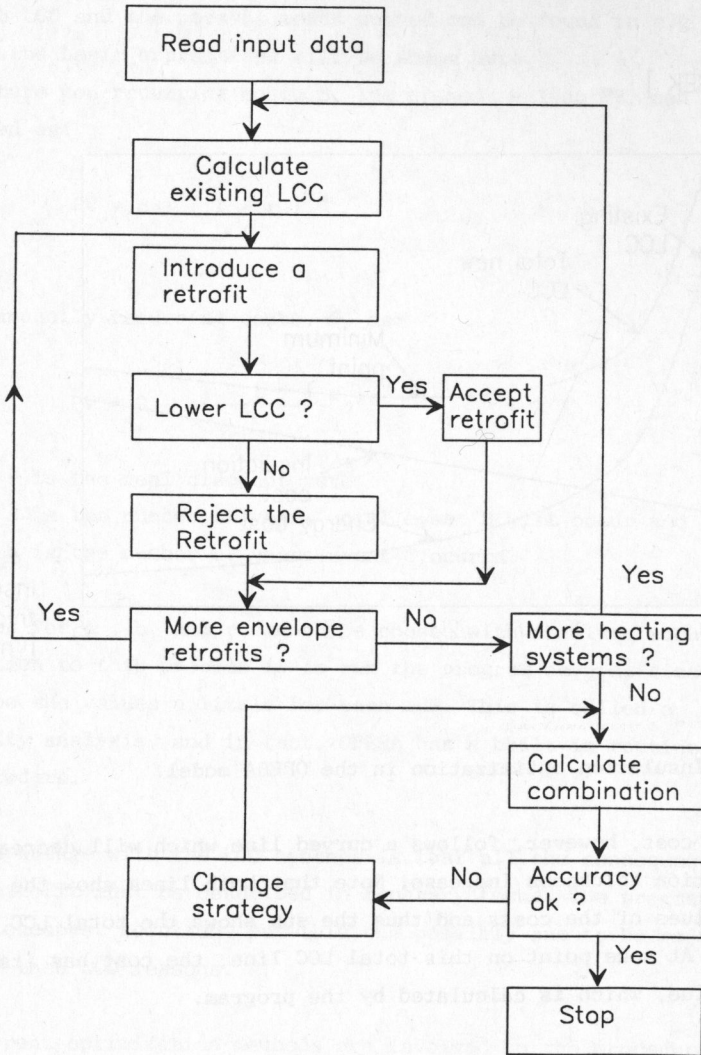 Read input data
Calculate
existing LCC
Introduce a
retrofit
Lower LCC ?
Yes
Accept
retrofit
No
Reject the
Retrofit
Yes
More envelope
retrofits ?
No
Yes
More heating
systems ?
No
Calculate
combination
Change
strategy
No
Accuracy
ok ?
Yes
Stop